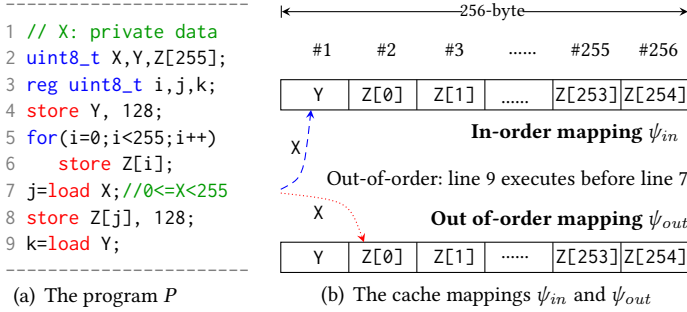 1 // X: private data
2 uint8_t X,Y,Z[255];
3 reg uint8_t i,j,k;
4 store Y, 128;
5 for(i=0;i<255;i++)
6 store Z[i];
7 j=load X;//0<=X<255
8 store Z[j], 128;
9 k=load Y;
(a) The program P
256-byte
#1 #2 #3 ...... #255 #256
Y Z[0] Z[1] ...... Z[253] Z[254]
In-order mapping ψin
X
Out-of-order: line 9 executes before line 7
X
Out of-order mapping ψout
Y Z[0] Z[1] ...... Z[253] Z[254]
(b) The cache mappings ψin and ψout